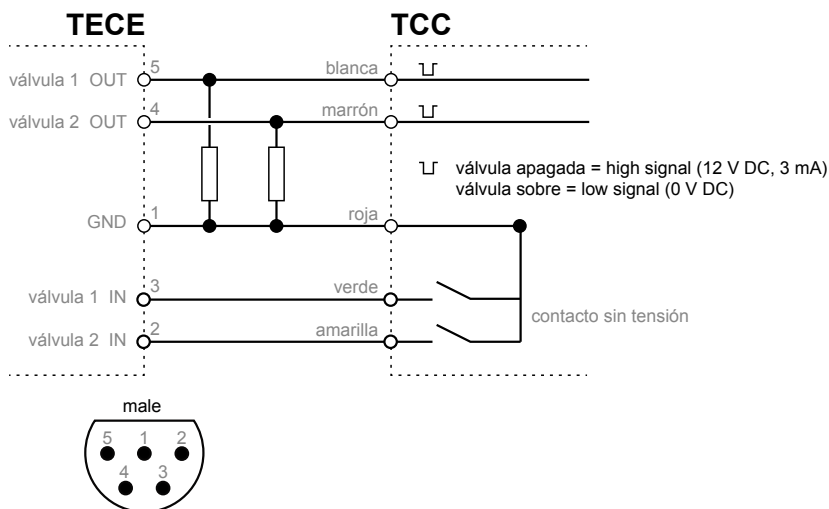 TECE TCC
válvula 1 OUT 5 blanca
válvula 2 OUT 4 marrón
válvula apagada = high signal (12 V DC, 3 mA)
válvula sobre = low signal (0 V DC)
GND 1 roja
válvula 1 IN 3 verde
contacto sin tensión
válvula 2 IN 2 amarilla
male
5 1 2
4 3